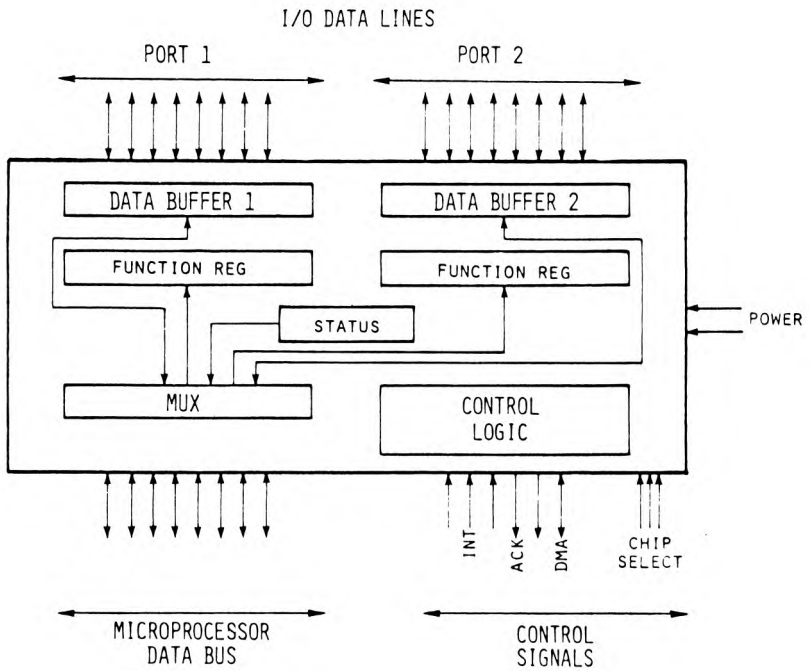 I/O DATA LINES
PORT 1
PORT 2
DATA BUFFER 1
DATA BUFFER 2
FUNCTION REG
FUNCTION REG
STATUS
POWER
MUX
CONTROL
LOGIC
INT
ACK
DMA
CHIP
SELECT
MICROPROCESSOR
DATA BUS
CONTROL
SIGNALS